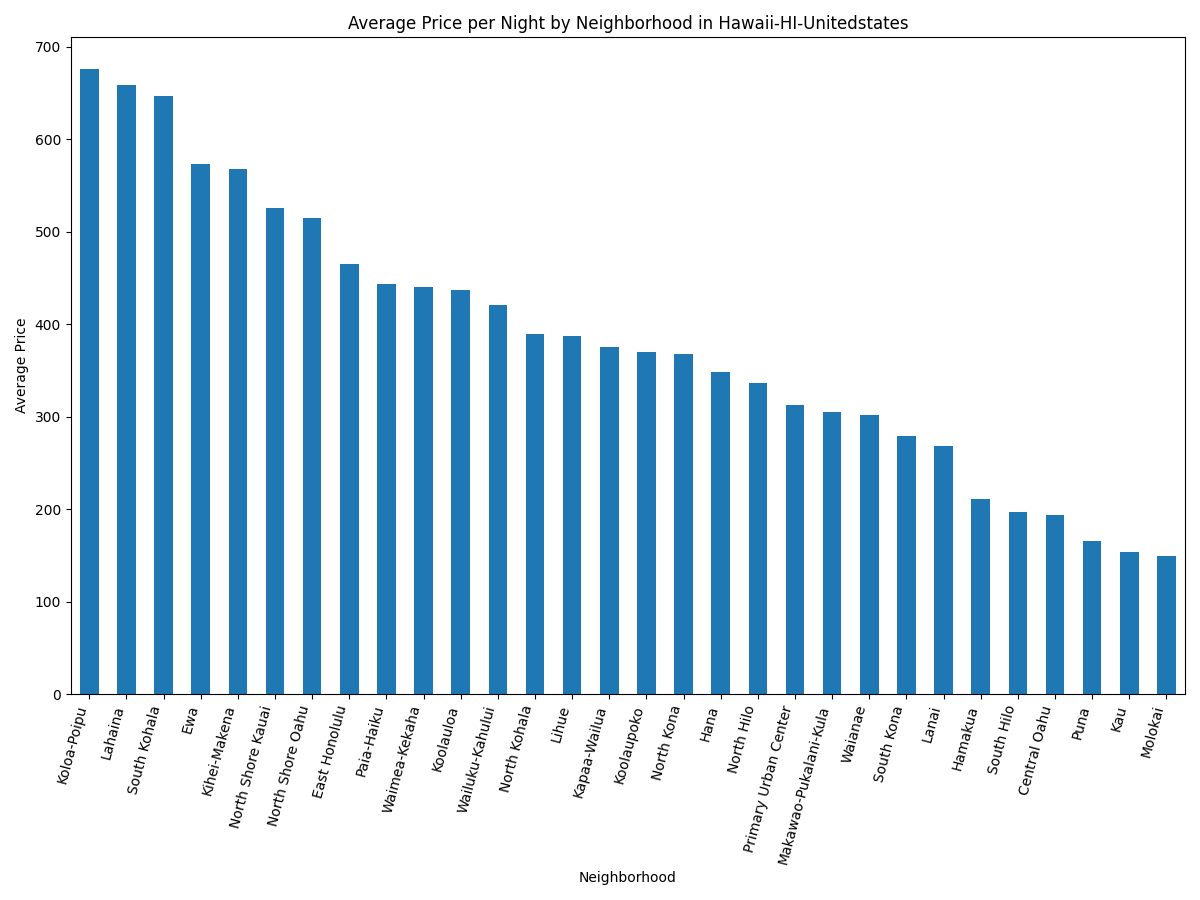 Average Price per Night by Neighborhood in Hawaii-HI-Unitedstates
700
600
500
400
300
200
100
0
Average Price
Koloa-Poipu
Lahaina
South Kohala
Ewa
Kihei-Makena
North Shore Kauai
North Shore Oahu
East Honolulu
Paia-Haiku
Waimea-Kekaha
Koolauloa
Wailuku-Kahului
North Kohala
Lihue
Kapaa-Wailua
Koolaupoko
North Kona
Hana
North Hilo
Primary Urban Center
Makawao-Pukalani-Kula
Waianae
South Kona
Lanai
Hamakua
South Hilo
Central Oahu
Puna
Kau
Molokai
Neighborhood